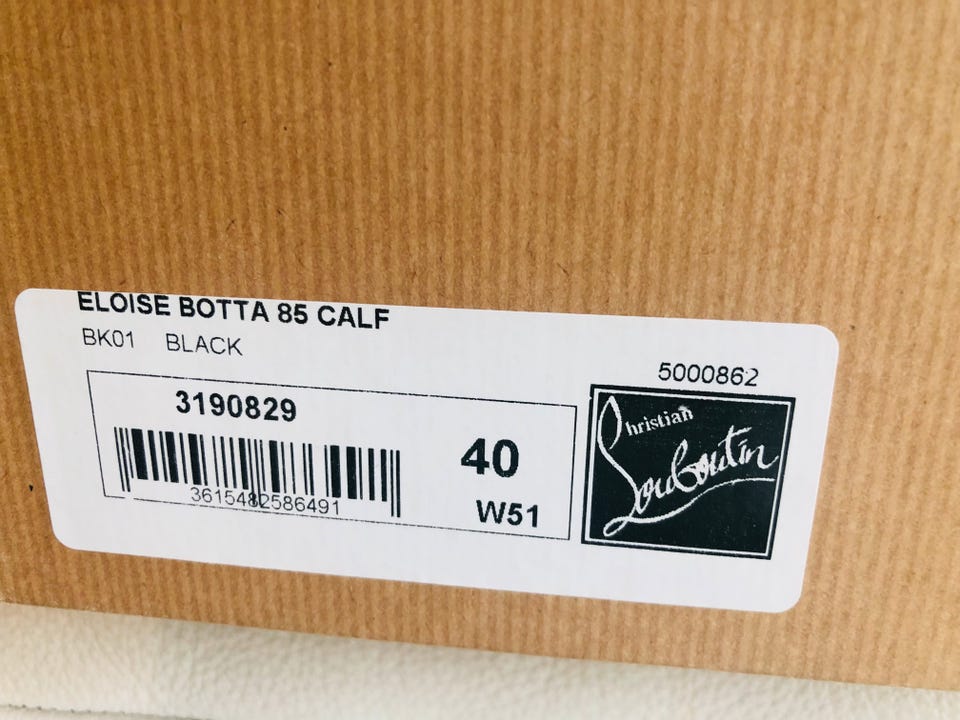 ELOISE BOTTA 85 CALF
BK01 BLACK
5000862
3190829
3615482586491
40
W51
Christian
Louboutin